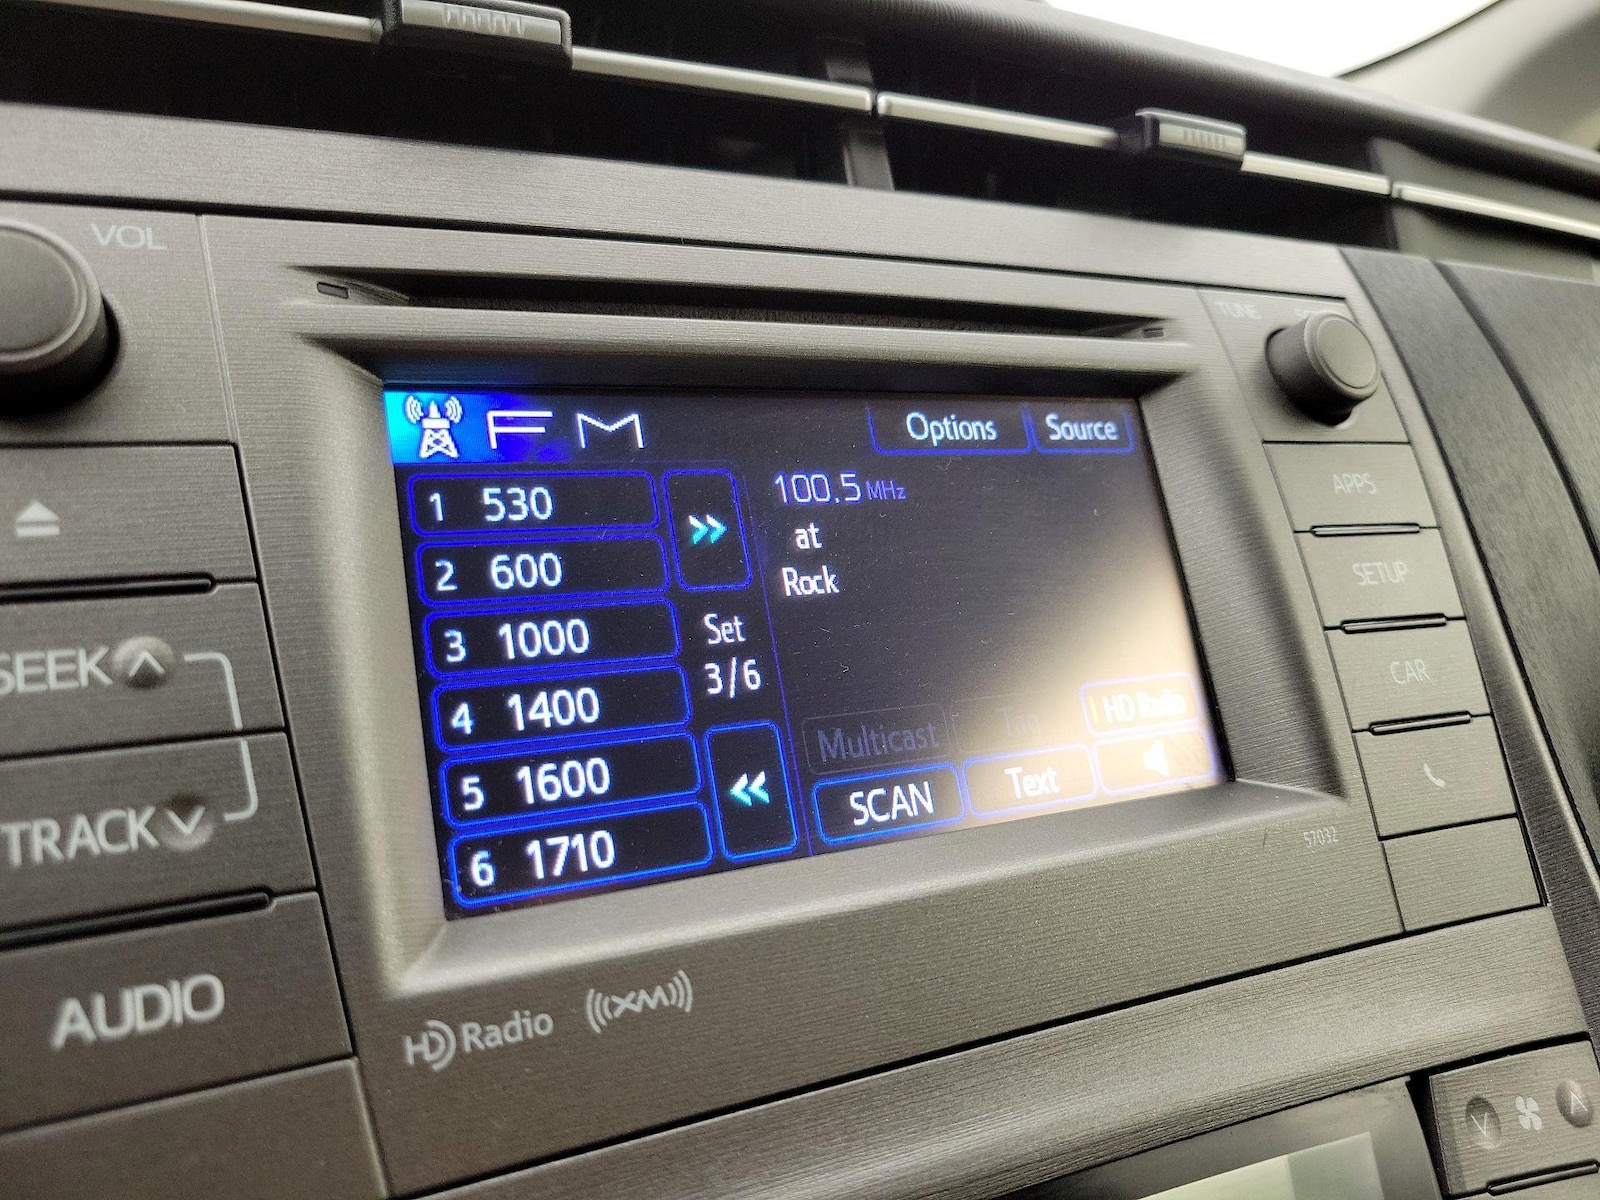 VOL
TUNE
FM
Options
Source
1 530
2 600
3 1000
4 1400
5 1600
6 1710
Set
3/6
100.5 MHz
at
Rock
Multicast
Tag
HD Radio
SCAN
Text
SEEK
TRACK
AUDIO
APPS
SETUP
CAR
57032
HD Radio
((XM))